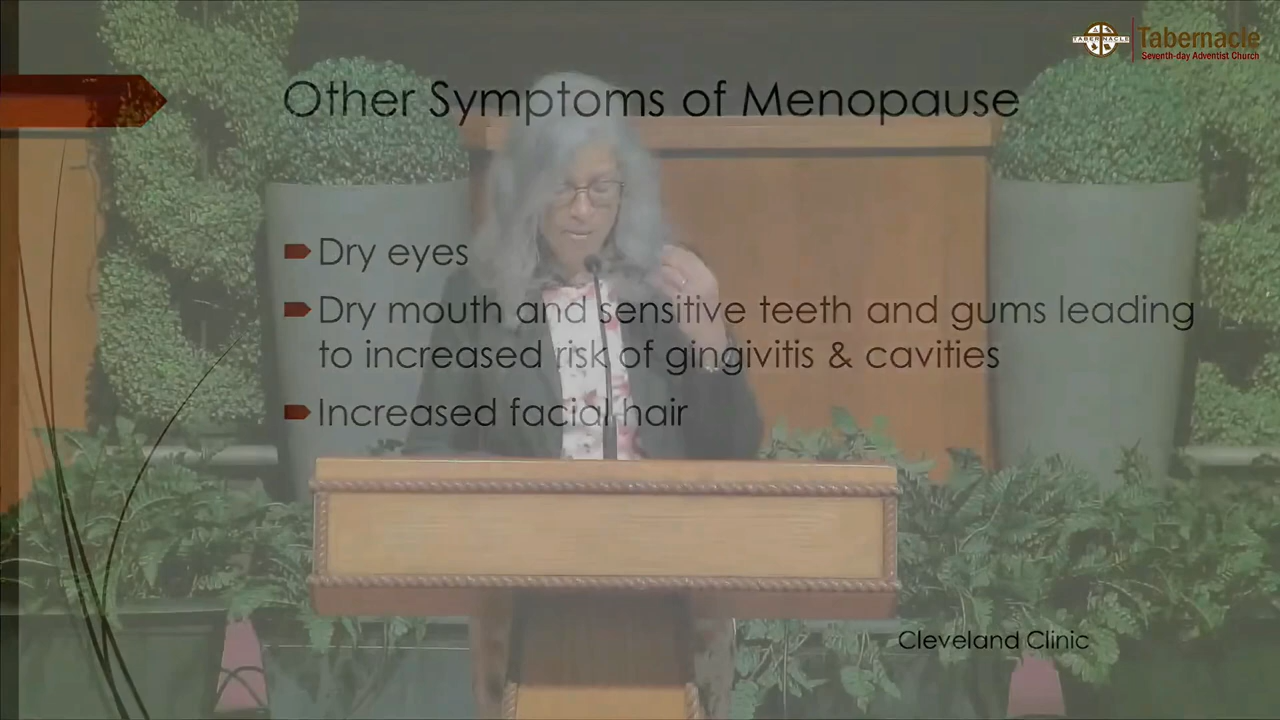 TABERNACLE
Tabernacle
Seventh-day Adventist Church
Other Symptoms of Menopause
Dry eyes
Dry mouth and sensitive teeth and gums leading
to increased risk of gingivitis & cavities
Increased facial hair
Cleveland Clinic